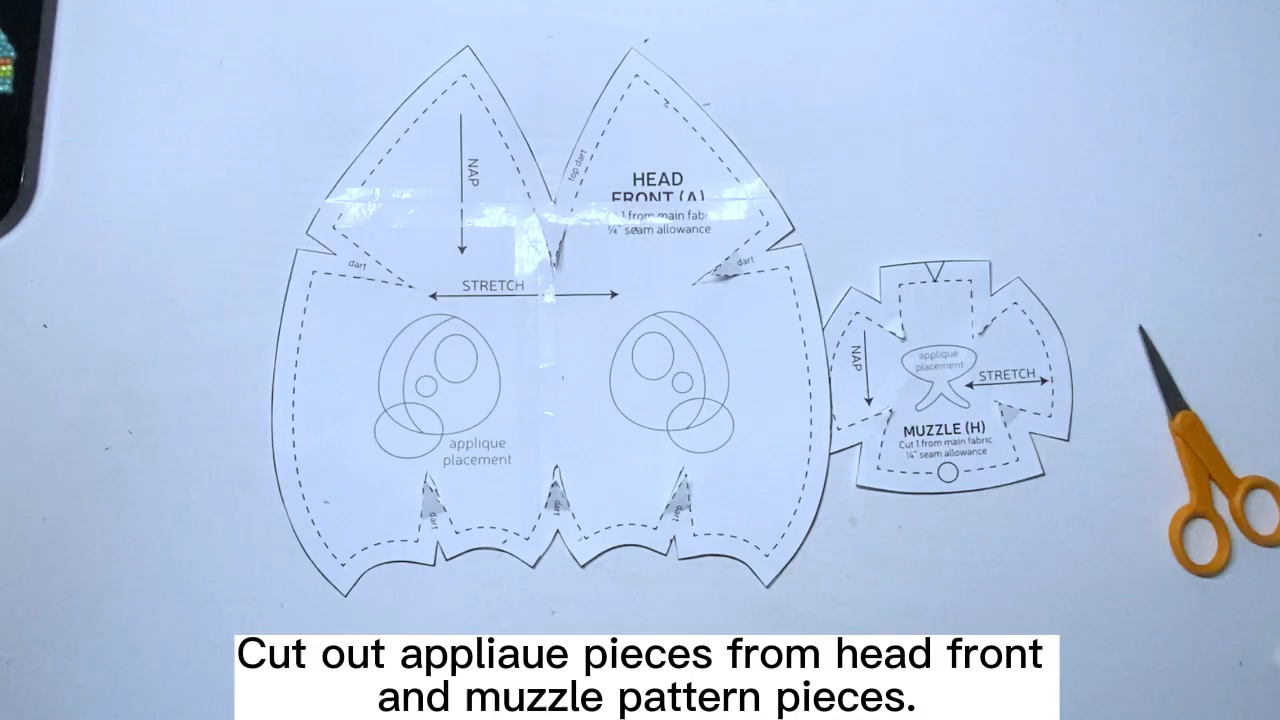 NAP
top dart
HEAD
FRONT (A)
1 from main fab
¼" seam allowance
dart
dart
STRETCH
applique
placement
dart
dart
dart
NAP
applique
placement
STRETCH
MUZZLE (H)
Cut 1 from main fabric
¼" seam allowance
Cut out appliaue pieces from head front
and muzzle pattern pieces.